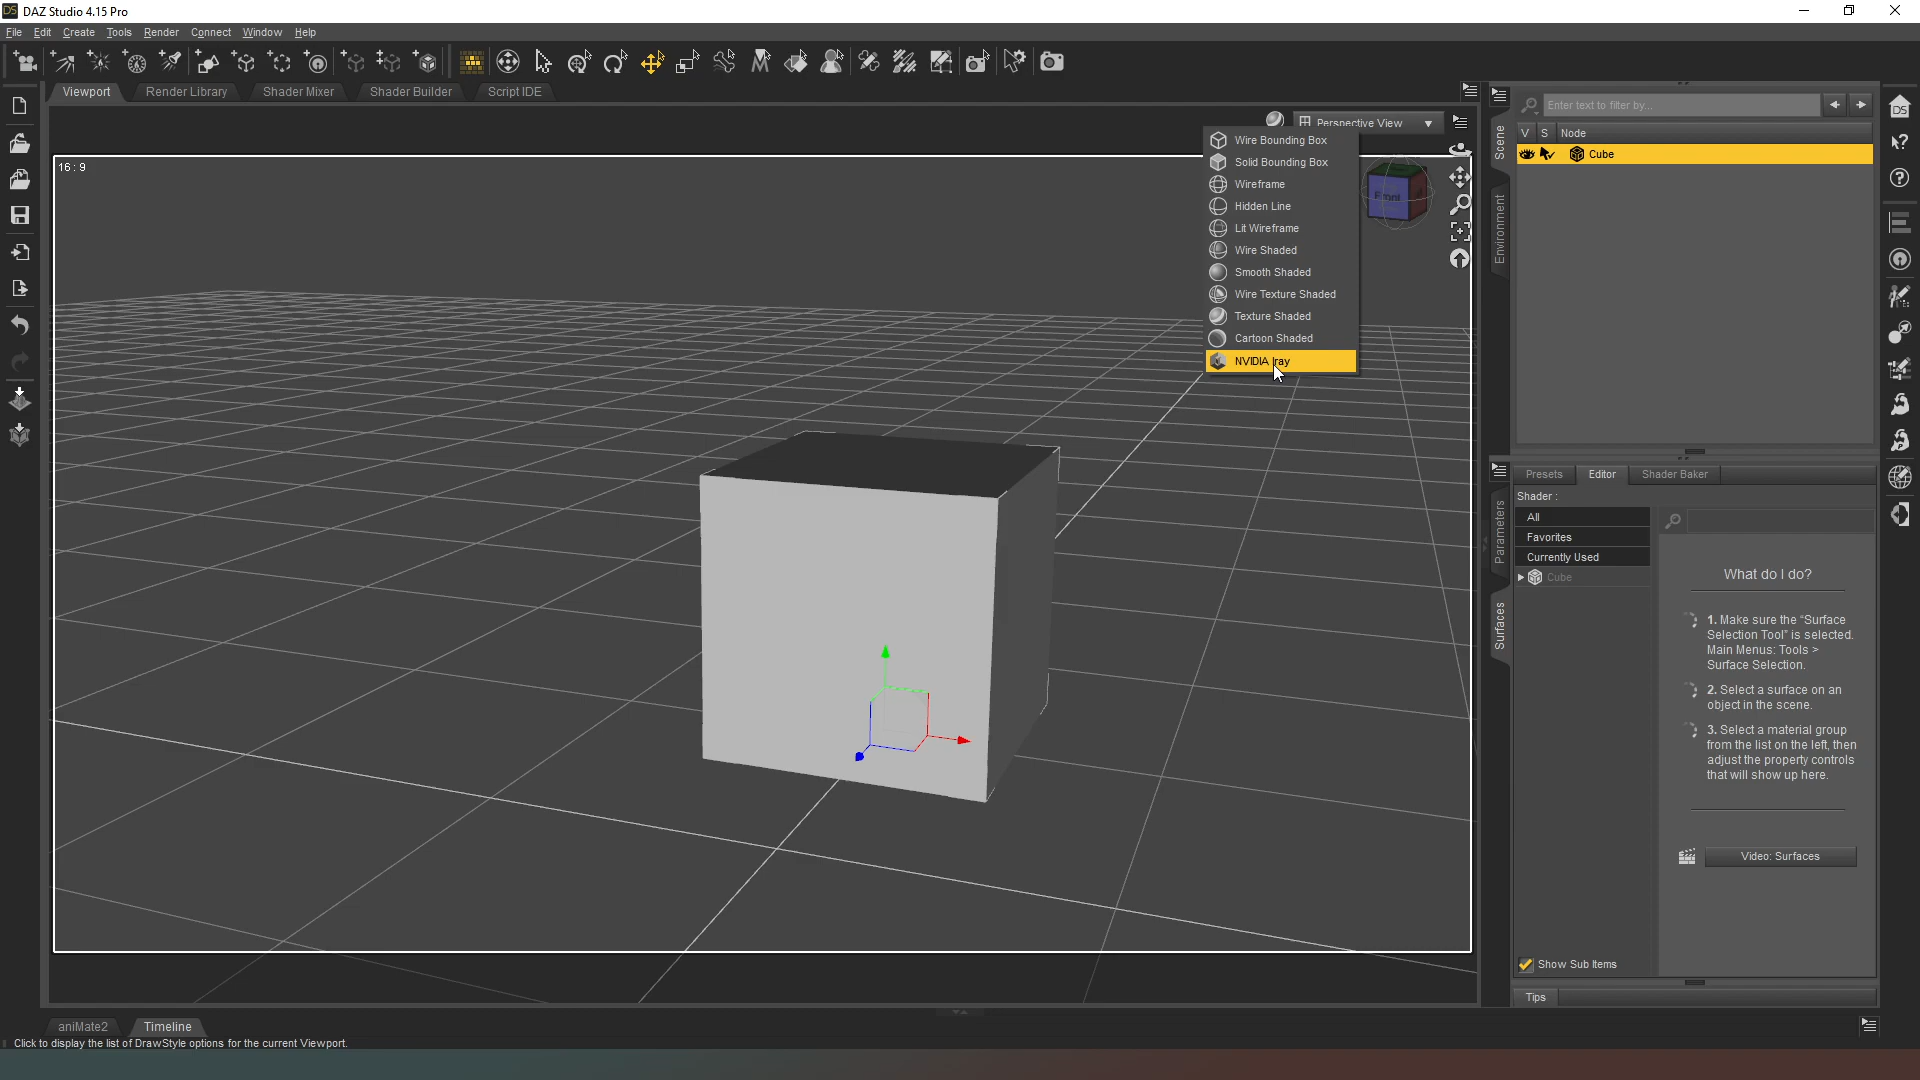 DAZ Studio 4.15 Pro
File Edit Create Tools Render Connect Window Help
Viewport Render Library Shader Mixer Shader Builder Script IDE
Perspective View
16 : 9
Wire Bounding Box
Solid Bounding Box
Wireframe
Hidden Line
Lit Wireframe
Wire Shaded
Smooth Shaded
Wire Texture Shaded
Texture Shaded
Cartoon Shaded
NVIDIA Iray
Front
Scene
Environment
Enter text to filter by...
V S Node
Cube
Parameters
Surfaces
Presets Editor Shader Baker
Shader :
All
Favorites
Currently Used
Cube
What do I do?
1. Make sure the "Surface
Selection Tool" is selected.
Main Menus: Tools >
Surface Selection.
2. Select a surface on an
object in the scene.
3. Select a material group
from the list on the left, then
adjust the property controls
that will show up here.
Video: Surfaces
Show Sub Items
Tips
aniMate2 Timeline
Click to display the list of DrawStyle options for the current Viewport.
DS
DS